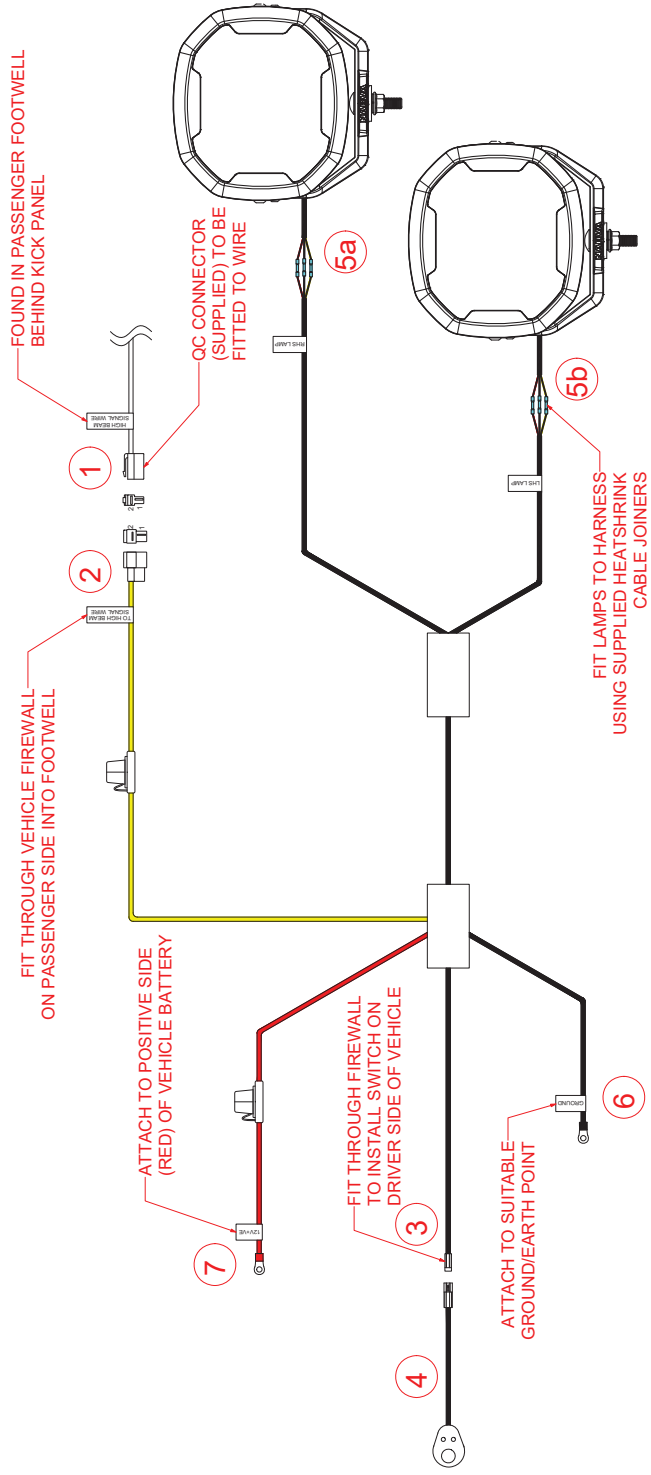 FOUND IN PASSENGER FOOTWELL
BEHIND KICK PANEL
HIGH BEAM
SIGNAL WIRE
1
QC CONNECTOR
(SUPPLIED) TO BE
FITTED TO WIRE
2
1
2
1
2
TO HIGH BEAM
SIGNAL WIRE
FIT THROUGH VEHICLE FIREWALL
ON PASSENGER SIDE INTO FOOTWELL
5a
RHS LAMP
5b
LHS LAMP
FIT LAMPS TO HARNESS
USING SUPPLIED HEATSHRINK
CABLE JOINERS
ATTACH TO POSITIVE SIDE
(RED) OF VEHICLE BATTERY
12V+VE
7
FIT THROUGH FIREWALL
TO INSTALL SWITCH ON
DRIVER SIDE OF VEHICLE
3
4
ATTACH TO SUITABLE
GROUND/EARTH POINT
GROUND
6